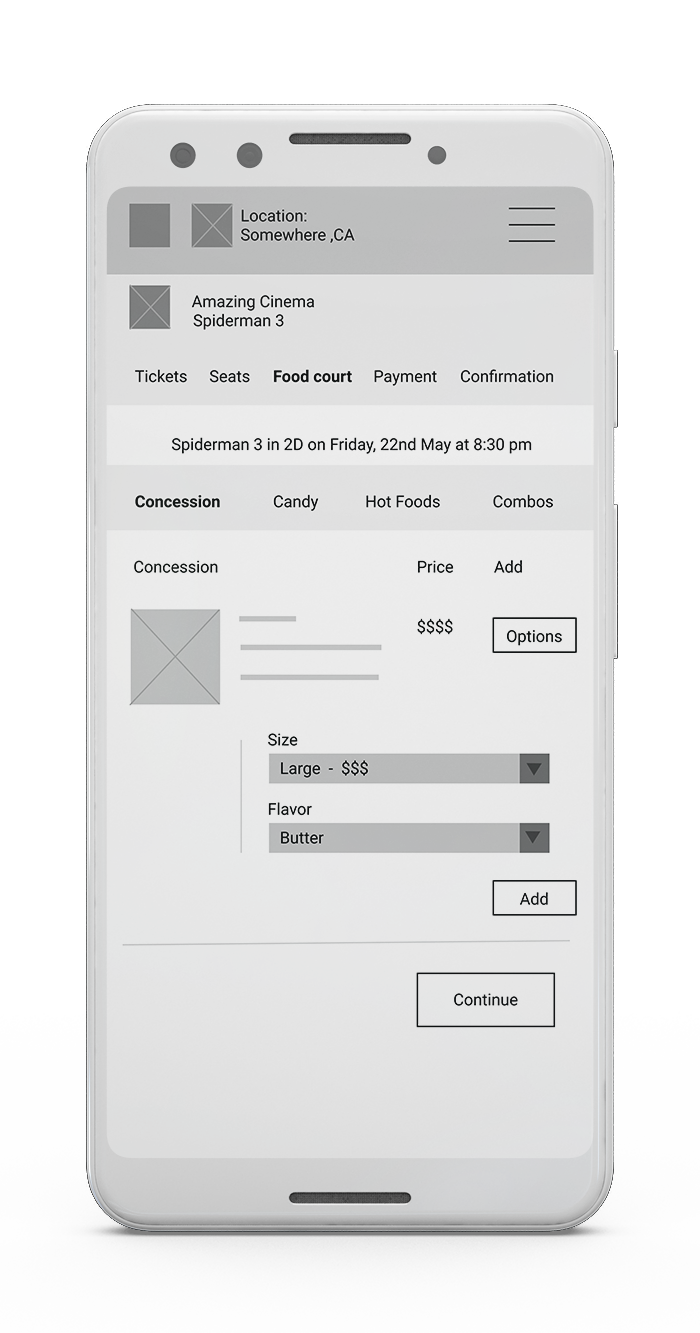 Location:
Somewhere ,CA
Amazing Cinema
Spiderman 3
Tickets Seats Food court Payment Confirmation
Spiderman 3 in 2D on Friday, 22nd May at 8:30 pm
Concession Candy Hot Foods Combos
Concession Price Add
$$$$ Options
Size
Large - $$$
Flavor
Butter
Add
Continue